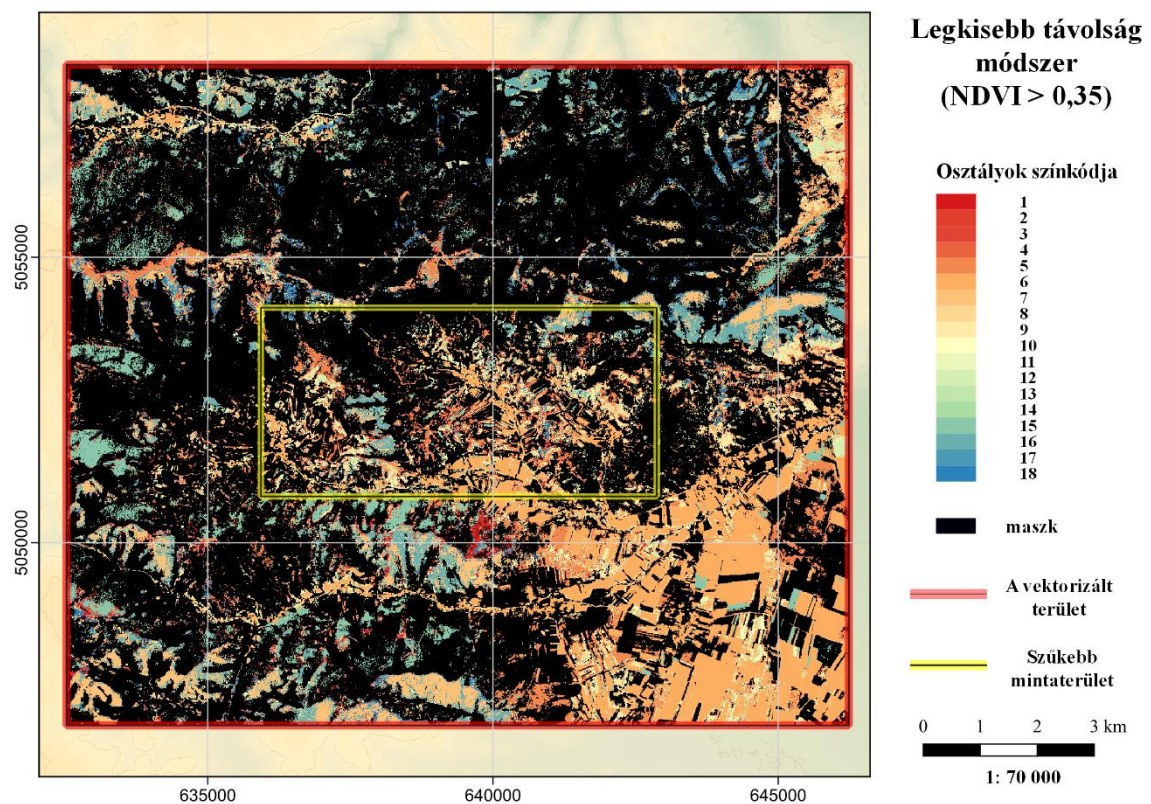 Legkisebb távolság
módszer
(NDVI > 0,35)
Osztályok színkódja
1
2
3
4
5
6
7
8
9
10
11
12
13
14
15
16
17
18
maszk
A vektorizált
terület
Szűkebb
mintaterület
0 1 2 3 km
1: 70 000
5055000
5050000
635000 640000 645000